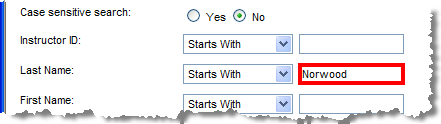 Case sensitive search: Yes No
Instructor ID: Starts With
Last Name: Starts With Norwood
First Name: Starts With